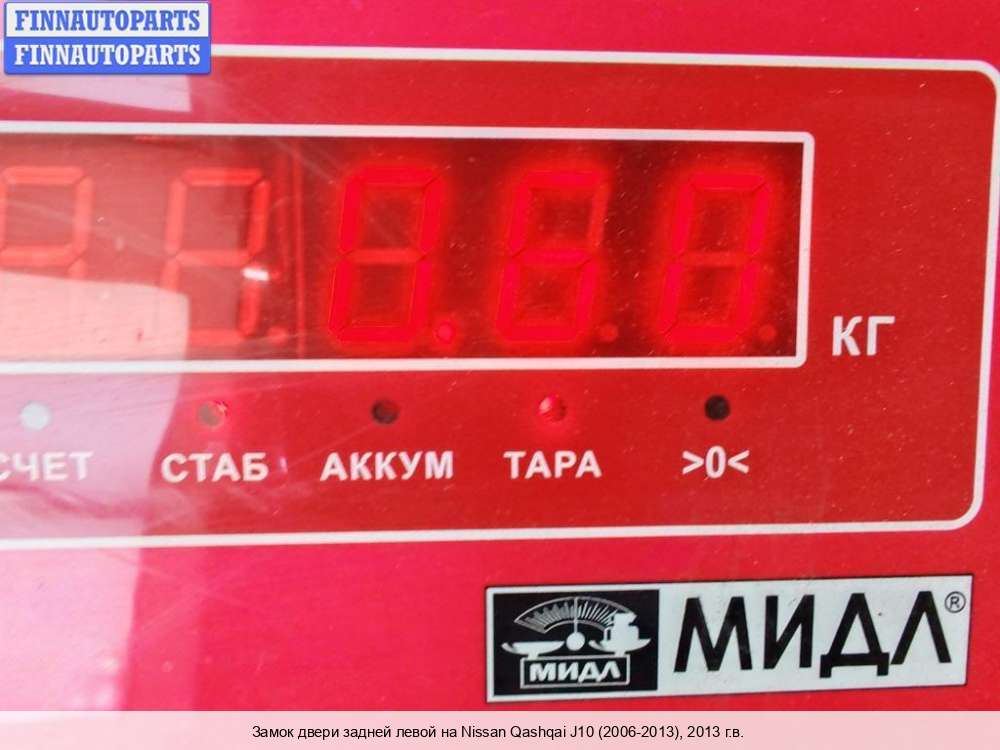 FINNAUTOPARTS
FINNAUTOPARTS
0.60
КГ
СЧЕТ СТАБ АККУМ ТАРА >0<
МИДЛ МИДЛ®
Замок двери задней левой на Nissan Qashqai J10 (2006-2013), 2013 г.в.